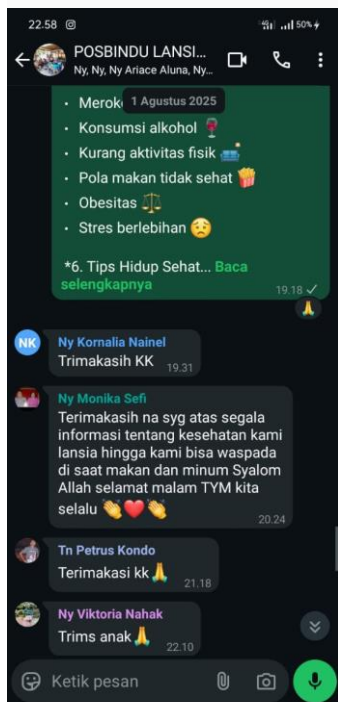 22.58
50%
POSBINDU LANSI...
Ny, Ny, Ny Ariace Aluna, Ny...
1 Agustus 2025
• Merok
• Konsumsi alkohol 🍷
• Kurang aktivitas fisik 🛋️
• Pola makan tidak sehat 🍟
• Obesitas ⚖️
• Stres berlebihan 😟
*6. Tips Hidup Sehat... Baca
selengkapnya
19.18
🙏
NK
Ny Kornalia Nainel
Trimakasih KK
19.31
Ny Monika Sefi
Terimakasih na syg atas segala
informasi tentang kesehatan kami
lansia hingga kami bisa waspada
di saat makan dan minum Syalom
Allah selamat malam TYM kita
selalu 👏❤️👏
20.24
Tn Petrus Kondo
Terimakasi kk🙏
21.18
Ny Viktoria Nahak
Trims anak🙏
22.10
Ketik pesan